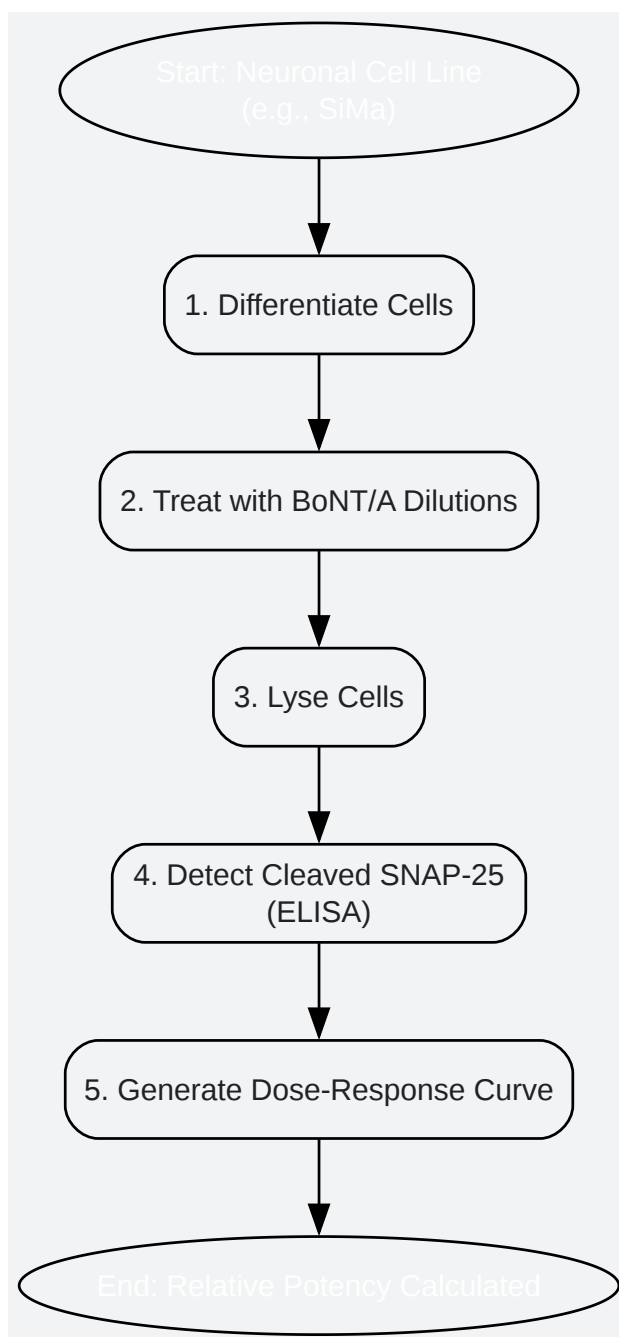 Start: Neuronal Cell Line
(e.g., SiMa)
1. Differentiate Cells
2. Treat with BoNT/A Dilutions
3. Lyse Cells
4. Detect Cleaved SNAP-25
(ELISA)
5. Generate Dose-Response Curve
End: Relative Potency Calculated